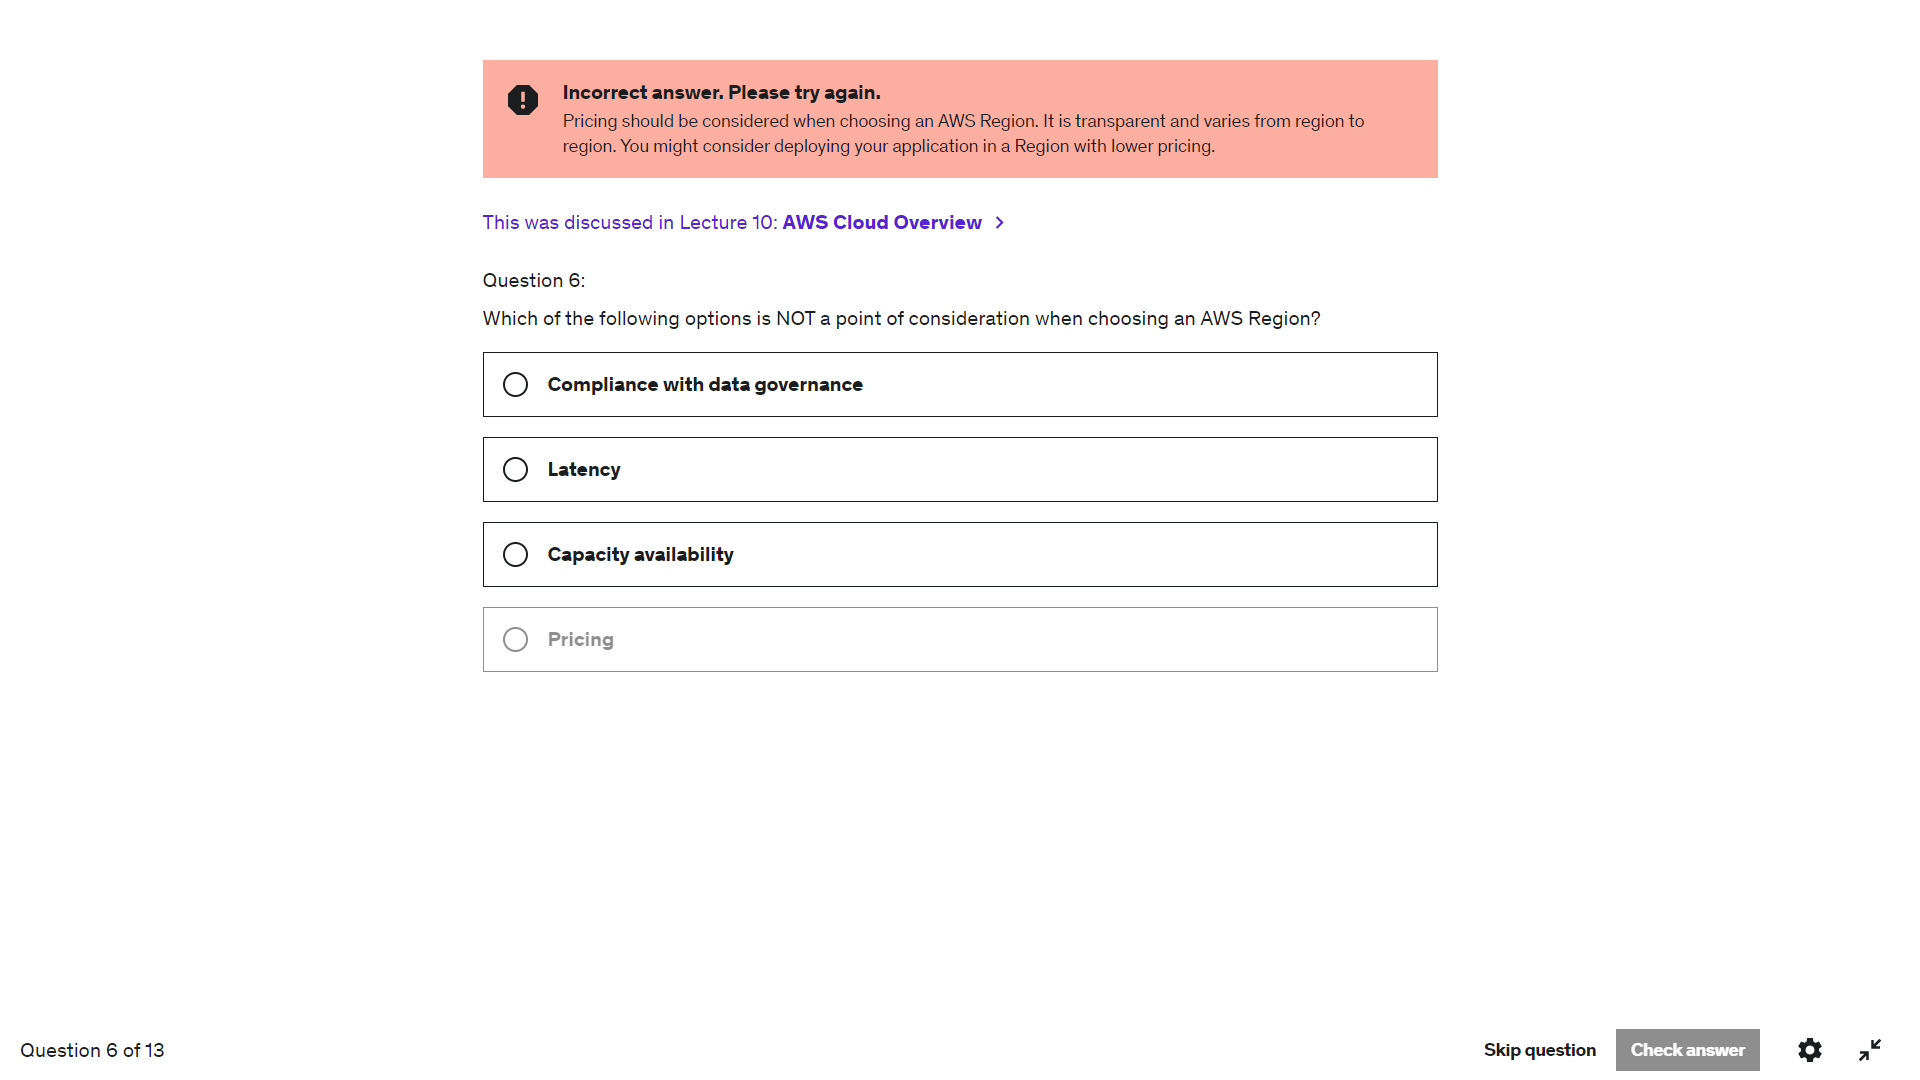 Incorrect answer. Please try again.
Pricing should be considered when choosing an AWS Region. It is transparent and varies from region to
region. You might consider deploying your application in a Region with lower pricing.
This was discussed in Lecture 10: AWS Cloud Overview
Question 6:
Which of the following options is NOT a point of consideration when choosing an AWS Region?
Compliance with data governance
Latency
Capacity availability
Pricing
Question 6 of 13
Skip question
Check answer